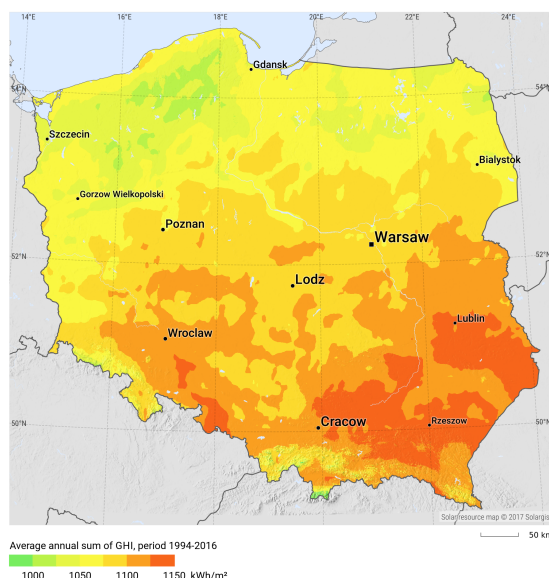 14°E 16°E 18°E 20°E 22°E 24°E
Gdansk
54°N 54°N
Szczecin
Bialystok
Gorzow Wielkopolski
Poznan
Warsaw
52°N 52°N
Lodz
Lublin
Wroclaw
50°N 50°N
Cracow
Rzeszow
Solar resource map © 2017 Solargis
Average annual sum of GHI, period 1994-2016
50 km
1000 1050 1100 1150 kWh/m²